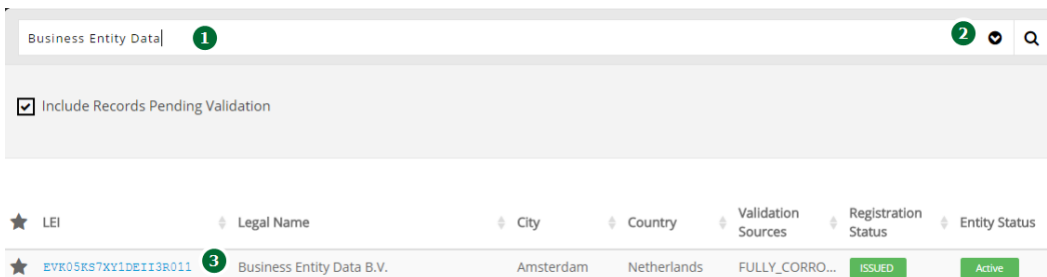 Business Entity Data 1 2
Include Records Pending Validation
LEI Legal Name City Country Validation Sources Registration Status Entity Status
EVK05KS7XY1DEII3R011 3 Business Entity Data B.V. Amsterdam Netherlands FULLY_CORRO... ISSUED Active